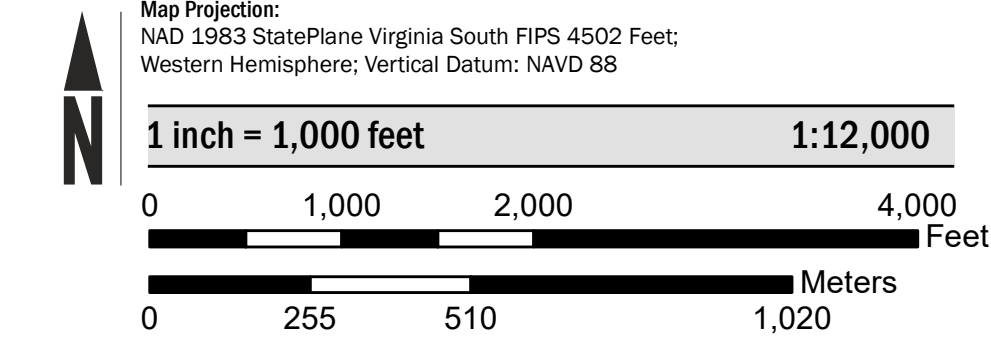 Map Projection:
NAD 1983 StatePlane Virginia South FIPS 4502 Feet;
Western Hemisphere; Vertical Datum: NAVD 88
N
1 inch = 1,000 feet 1:12,000
0 1,000 2,000 4,000
Feet
Meters
0 255 510 1,020